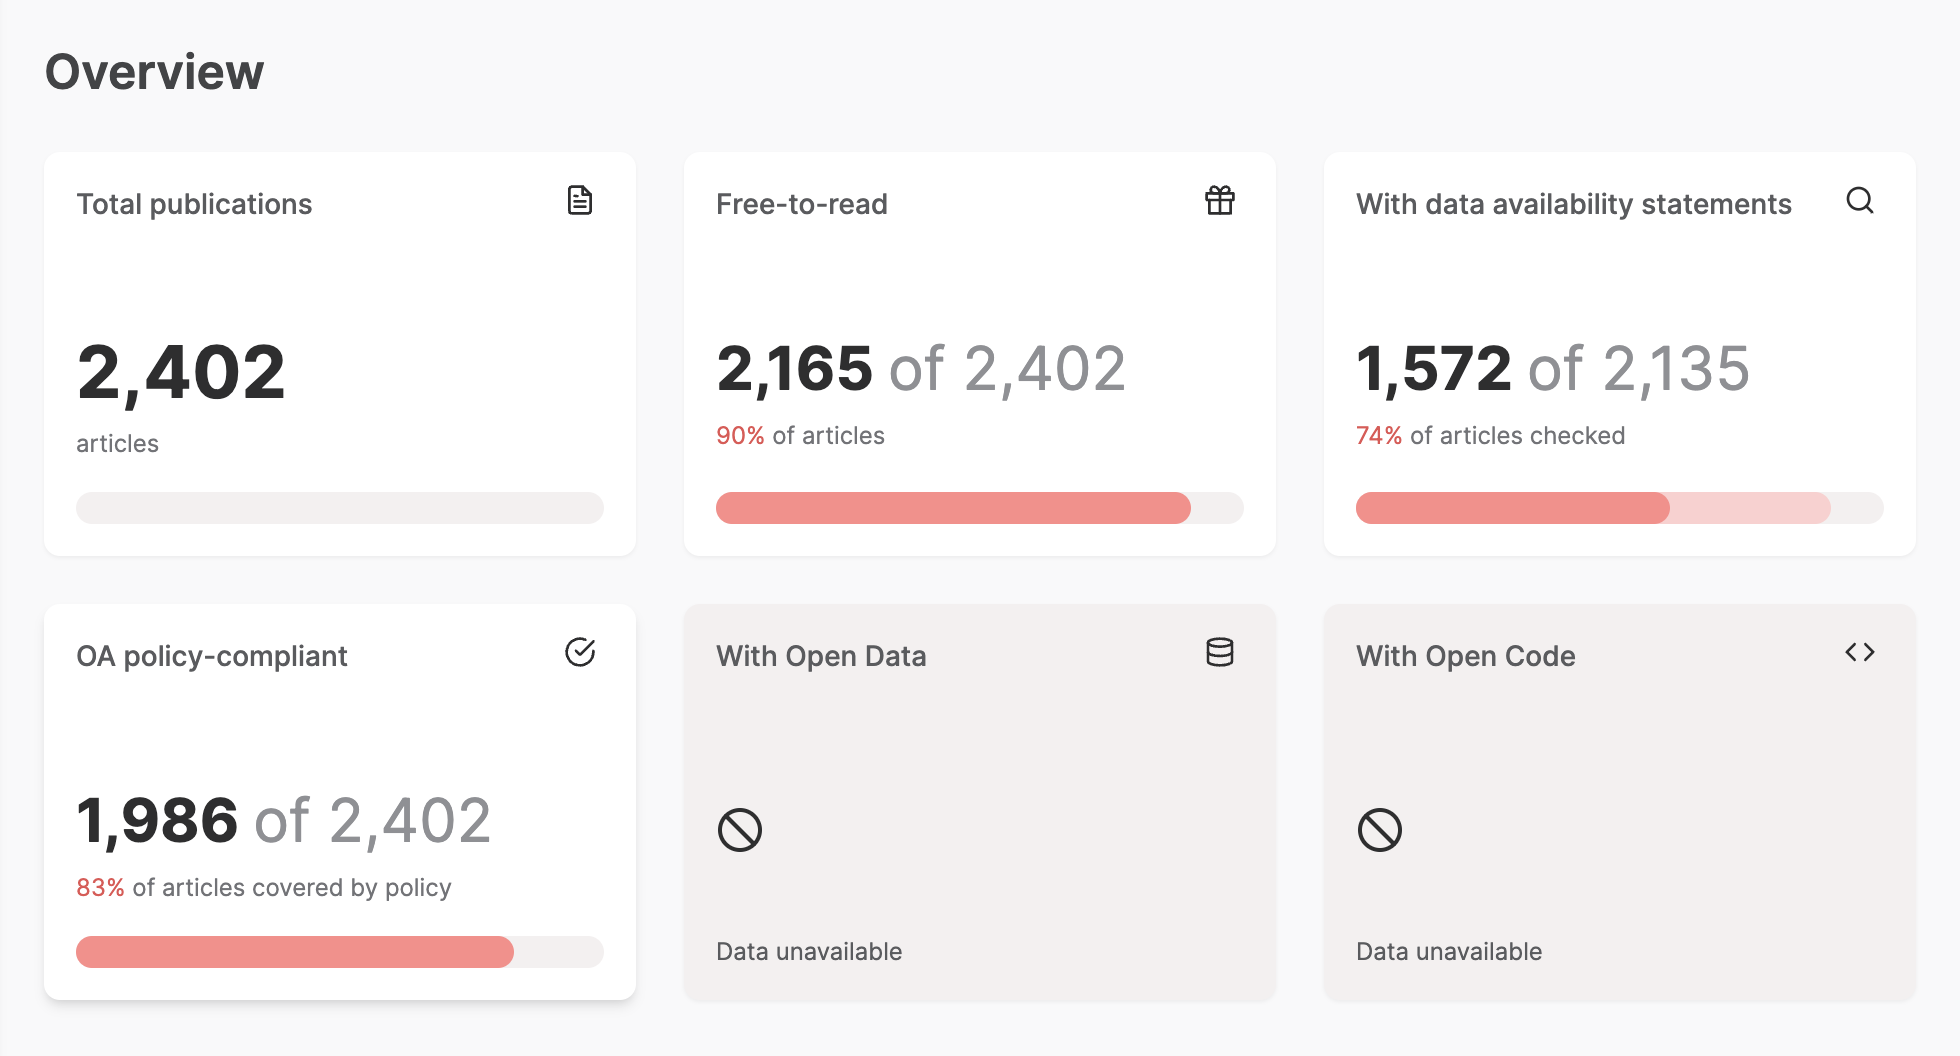 Overview
Total publications
2,402
articles
Free-to-read
2,165 of 2,402
90% of articles
With data availability statements
1,572 of 2,135
74% of articles checked
OA policy-compliant
1,986 of 2,402
83% of articles covered by policy
With Open Data
Data unavailable
With Open Code
Data unavailable